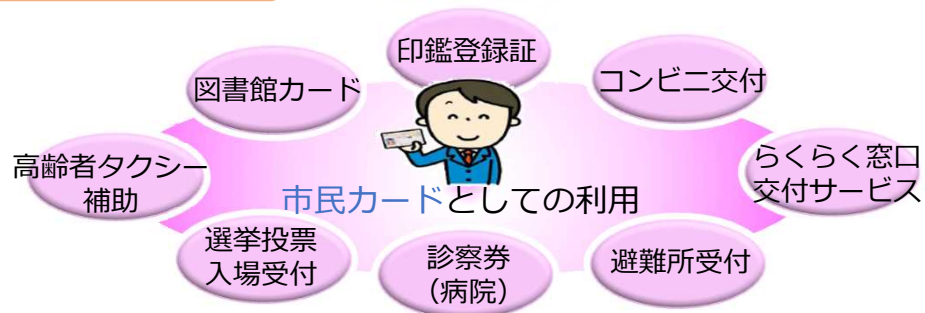 印鑑登録証
図書館カード
コンビニ交付
高齢者タクシー
補助
らくらく窓口
交付サービス
市民カードとしての利用
選挙投票
入場受付
診察券
（病院）
避難所受付